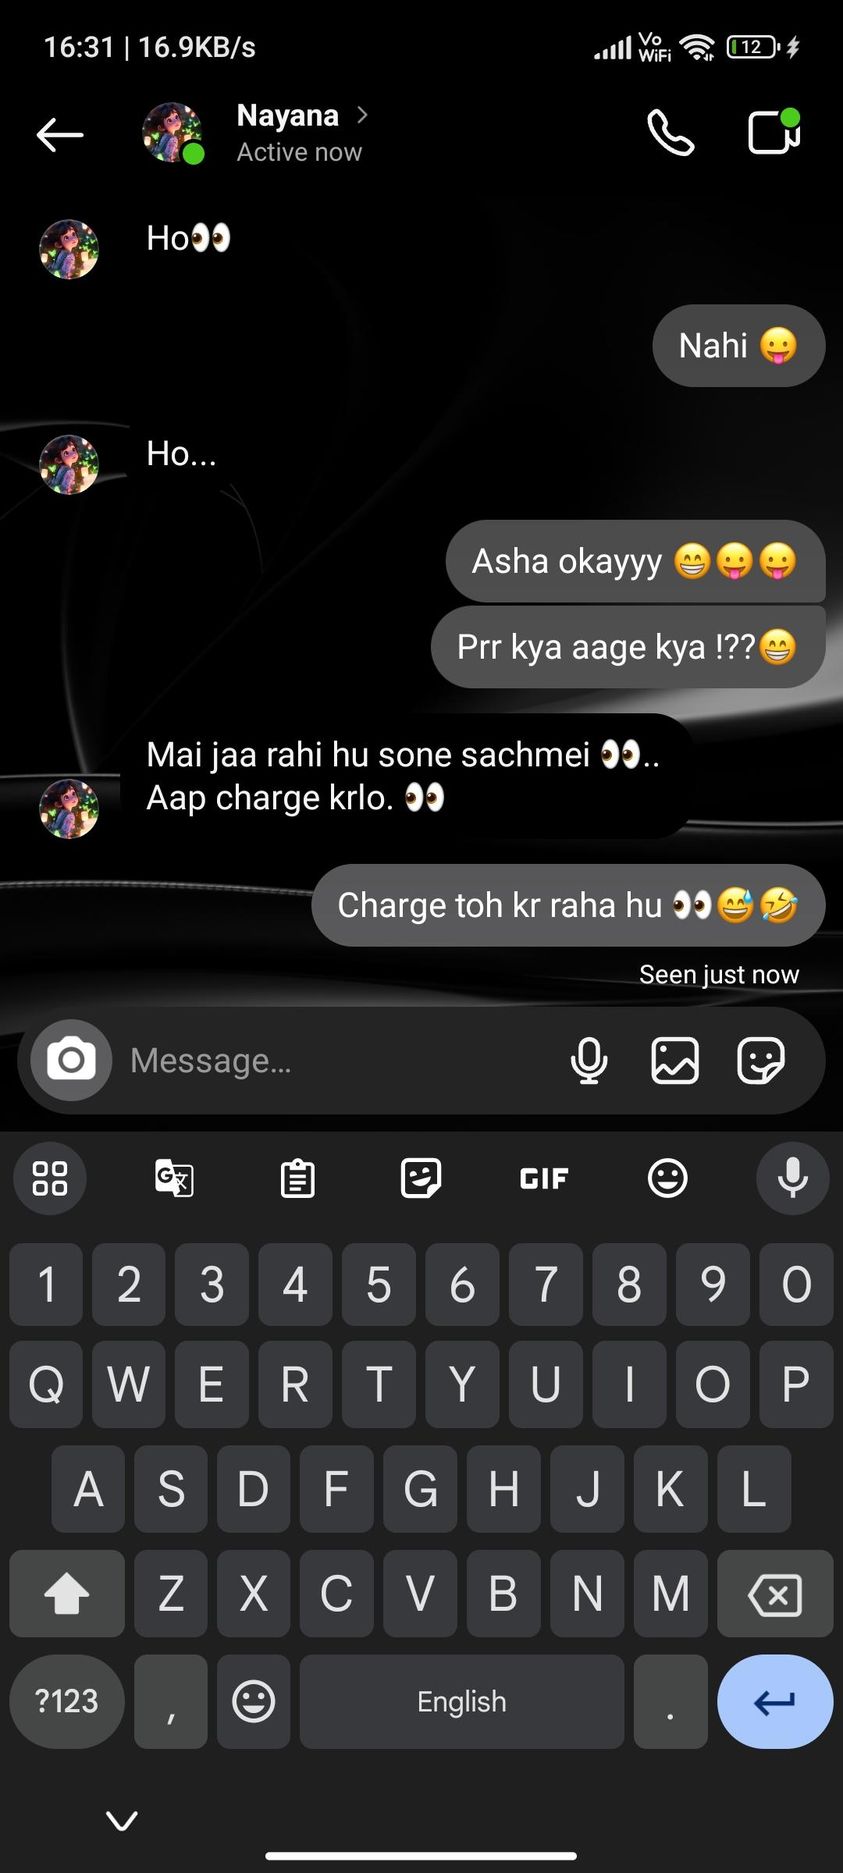 16:31 | 16.9KB/s Vo WiFi 12
Nayana
Active now
Ho👀
Nahi 😛
Ho...
Asha okayyy 😁😛😛
Prr kya aage kya !??😁
Mai jaa rahi hu sone sachmei 👀..
Aap charge krlo. 👀
Charge toh kr raha hu 👀😅🤣
Seen just now
Message...
GIF
1 2 3 4 5 6 7 8 9 0
Q W E R T Y U I O P
A S D F G H J K L
Z X C V B N M
?123 , English .